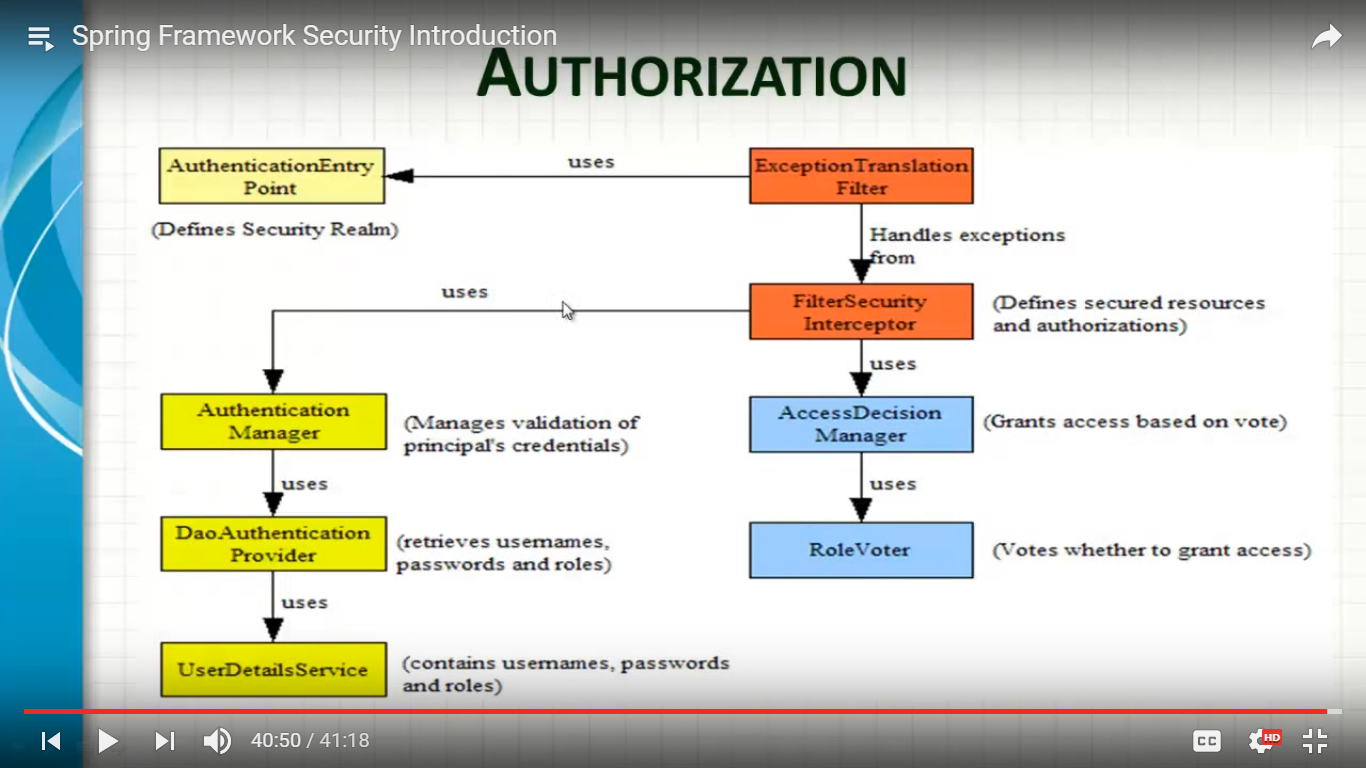 Spring Framework Security Introduction
AUTHORIZATION
AuthenticationEntry
Point
uses
ExceptionTranslation
Filter
(Defines Security Realm)
Handles exceptions
from
uses
FilterSecurity
Interceptor
(Defines secured resources
and authorizations)
uses
Authentication
Manager
(Manages validation of
principal's credentials)
AccessDecision
Manager
(Grants access based on vote)
uses
uses
DaoAuthentication
Provider
(retrieves usernames,
passwords and roles)
RoleVoter
(Votes whether to grant access)
uses
UserDetailsService
(contains usernames, passwords
and roles)
40:50 / 41:18
CC
HD